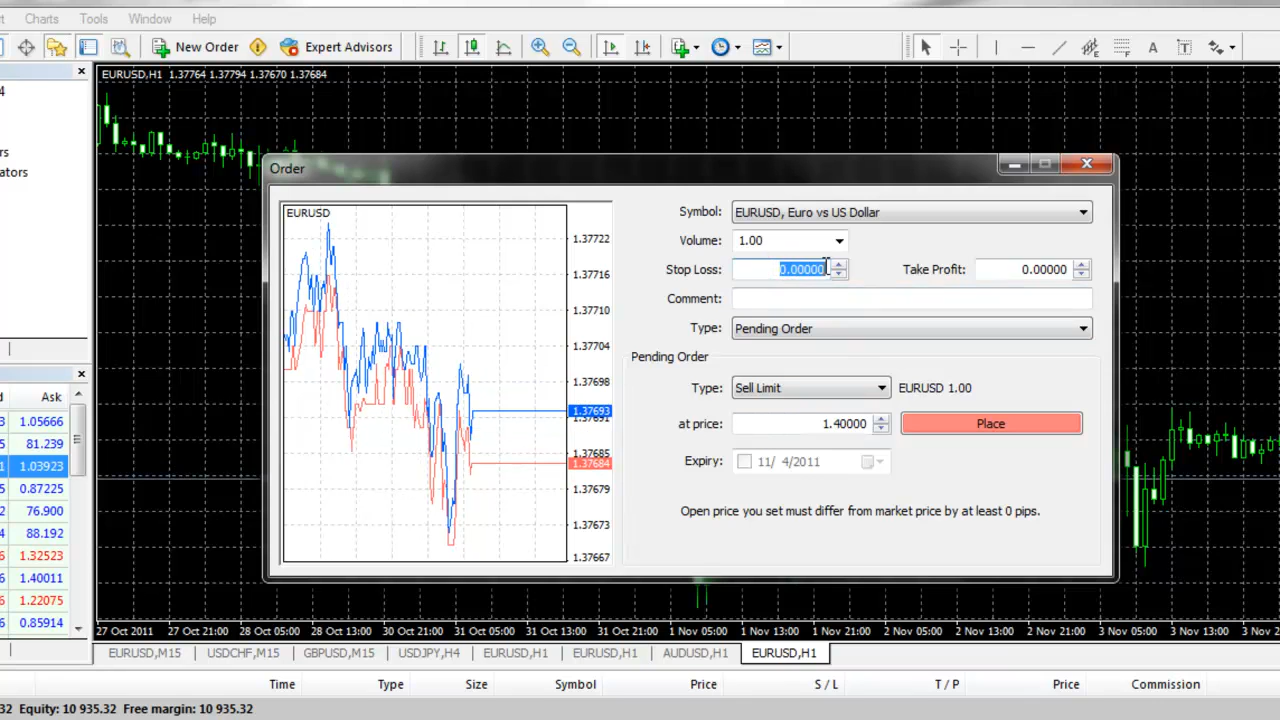 Charts Tools Window Help
New Order Expert Advisors
EURUSD,H1 1.37764 1.37794 1.37670 1.37684
Order
EURUSD
1.37722
1.37716
1.37710
1.37704
1.37698
1.37693
1.37691
1.37685
1.37684
1.37679
1.37673
1.37667
Symbol: EURUSD, Euro vs US Dollar
Volume: 1.00
Stop Loss: 0.00000 Take Profit: 0.00000
Comment:
Type: Pending Order
Pending Order
Type: Sell Limit EURUSD 1.00
at price: 1.40000 Place
Expiry: 11/ 4/2011
Open price you set must differ from market price by at least 0 pips.
Ask
1.05666
81.239
1.03923
0.87225
76.900
88.192
1.32523
1.40011
1.22075
0.85914
27 Oct 2011 27 Oct 21:00 28 Oct 05:00 28 Oct 13:00 30 Oct 21:00 31 Oct 05:00 31 Oct 13:00 31 Oct 21:00 1 Nov 05:00 1 Nov 13:00 1 Nov 21:00 2 Nov 05:00 2 Nov 13:00 2 Nov 21:00 3 Nov 05:00 3 Nov 13:00
EURUSD,M15 USDCHF,M15 GBPUSD,M15 USDJPY,H4 EURUSD,H1 EURUSD,H1 AUDUSD,H1 EURUSD,H1
Time Type Size Symbol Price S / L T / P Price Commission
32 Equity: 10 935.32 Free margin: 10 935.32